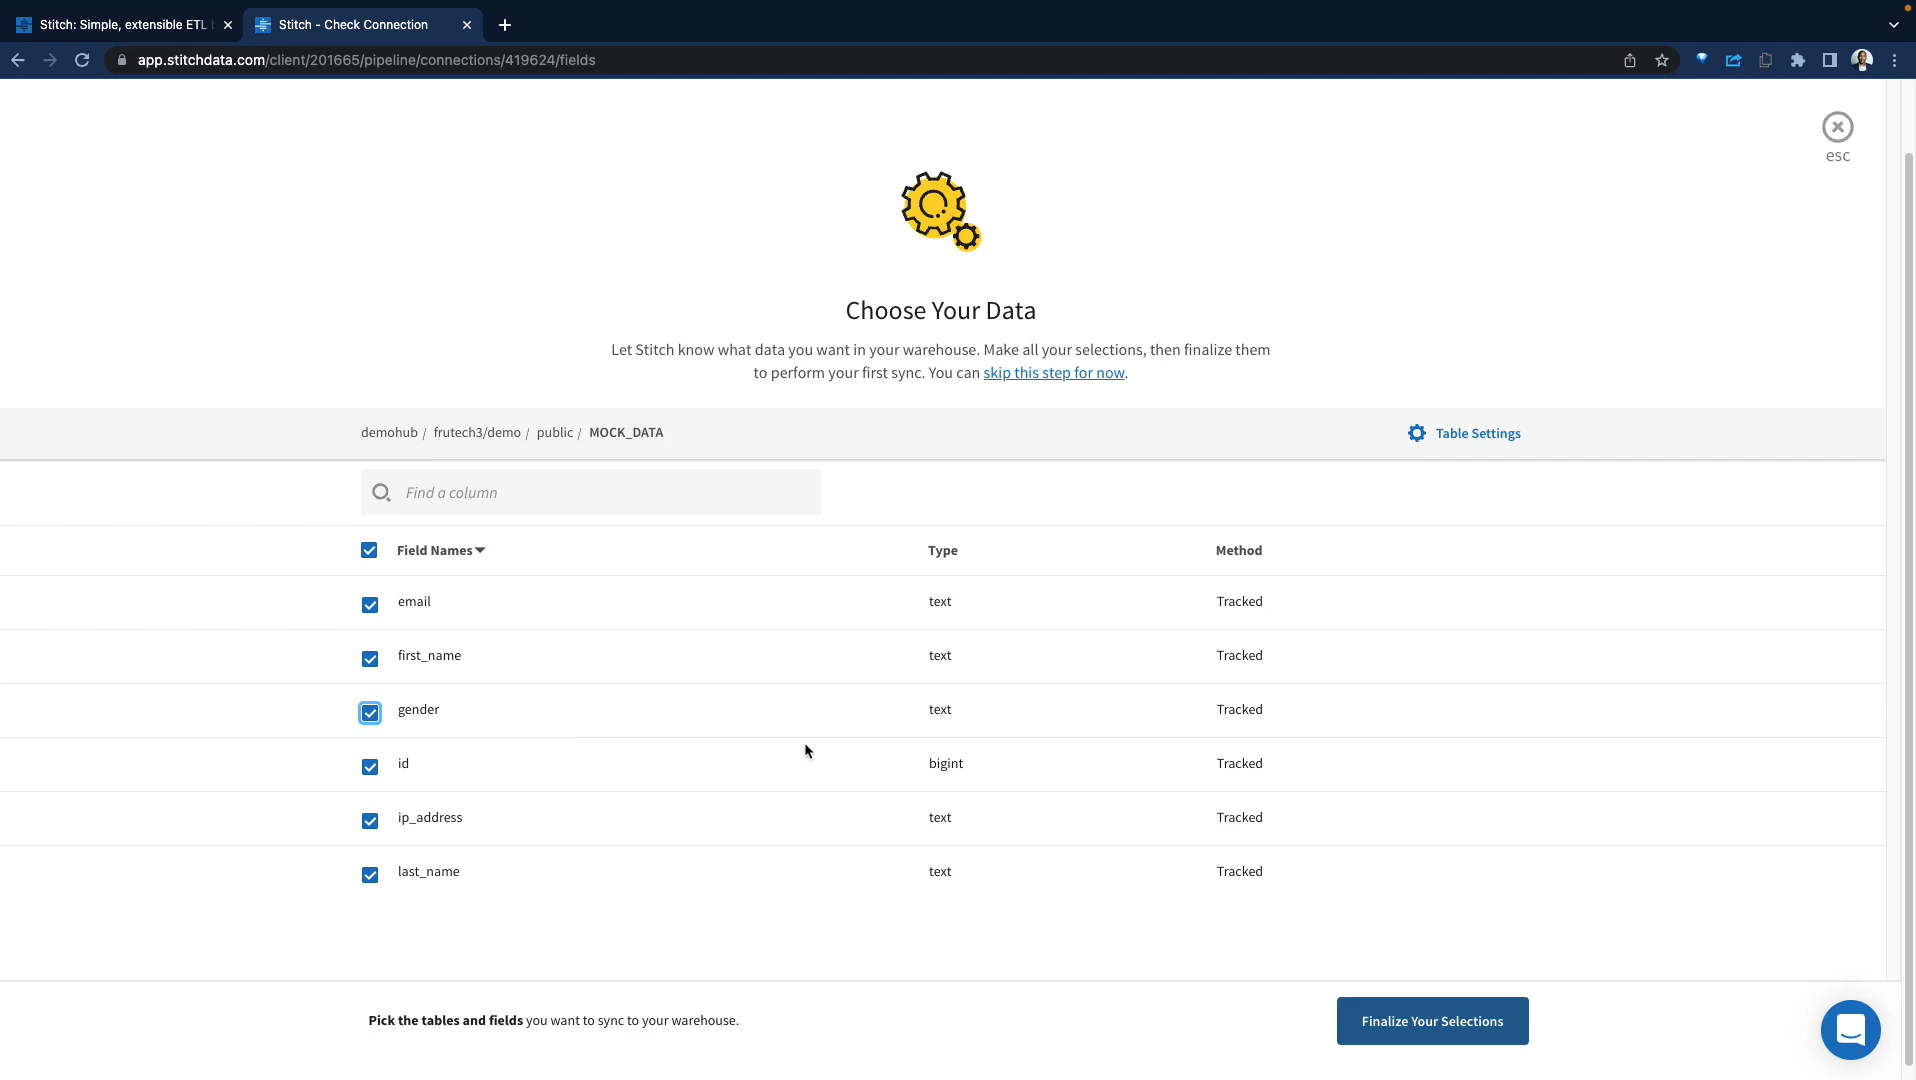 Stitch: Simple, extensible ETL
Stitch - Check Connection
app.stitchdata.com/client/201665/pipeline/connections/419624/fields
esc
Choose Your Data
Let Stitch know what data you want in your warehouse. Make all your selections, then finalize them
to perform your first sync. You can skip this step for now.
demohub / frutech3/demo / public / MOCK_DATA
Table Settings
Find a column
Field Names Type Method
email text Tracked
first_name text Tracked
gender text Tracked
id bigint Tracked
ip_address text Tracked
last_name text Tracked
Pick the tables and fields you want to sync to your warehouse.
Finalize Your Selections